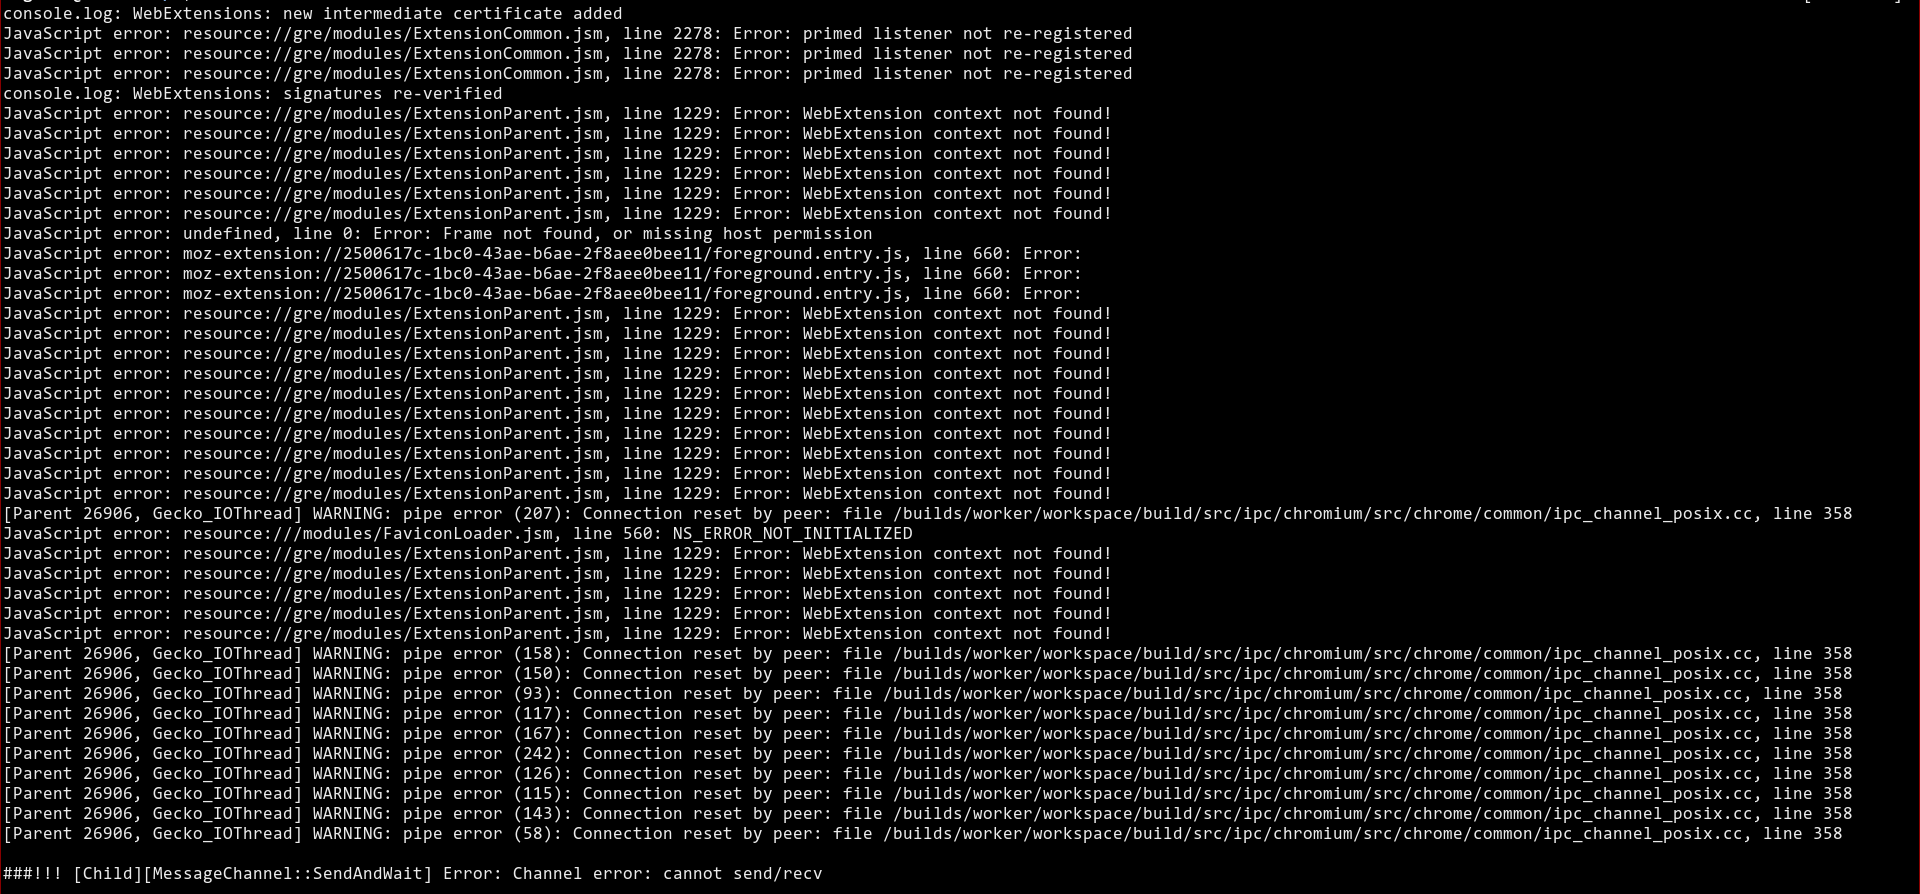 console.log: WebExtensions: new intermediate certificate added
JavaScript error: resource://gre/modules/ExtensionCommon.jsm, line 2278: Error: primed listener not re-registered
JavaScript error: resource://gre/modules/ExtensionCommon.jsm, line 2278: Error: primed listener not re-registered
JavaScript error: resource://gre/modules/ExtensionCommon.jsm, line 2278: Error: primed listener not re-registered
console.log: WebExtensions: signatures re-verified
JavaScript error: resource://gre/modules/ExtensionParent.jsm, line 1229: Error: WebExtension context not found!
JavaScript error: resource://gre/modules/ExtensionParent.jsm, line 1229: Error: WebExtension context not found!
JavaScript error: resource://gre/modules/ExtensionParent.jsm, line 1229: Error: WebExtension context not found!
JavaScript error: resource://gre/modules/ExtensionParent.jsm, line 1229: Error: WebExtension context not found!
JavaScript error: resource://gre/modules/ExtensionParent.jsm, line 1229: Error: WebExtension context not found!
JavaScript error: resource://gre/modules/ExtensionParent.jsm, line 1229: Error: WebExtension context not found!
JavaScript error: undefined, line 0: Error: Frame not found, or missing host permission
JavaScript error: moz-extension://2500617c-1bc0-43ae-b6ae-2f8aee0bee11/foreground.entry.js, line 660: Error:
JavaScript error: moz-extension://2500617c-1bc0-43ae-b6ae-2f8aee0bee11/foreground.entry.js, line 660: Error:
JavaScript error: moz-extension://2500617c-1bc0-43ae-b6ae-2f8aee0bee11/foreground.entry.js, line 660: Error:
JavaScript error: resource://gre/modules/ExtensionParent.jsm, line 1229: Error: WebExtension context not found!
JavaScript error: resource://gre/modules/ExtensionParent.jsm, line 1229: Error: WebExtension context not found!
JavaScript error: resource://gre/modules/ExtensionParent.jsm, line 1229: Error: WebExtension context not found!
JavaScript error: resource://gre/modules/ExtensionParent.jsm, line 1229: Error: WebExtension context not found!
JavaScript error: resource://gre/modules/ExtensionParent.jsm, line 1229: Error: WebExtension context not found!
JavaScript error: resource://gre/modules/ExtensionParent.jsm, line 1229: Error: WebExtension context not found!
JavaScript error: resource://gre/modules/ExtensionParent.jsm, line 1229: Error: WebExtension context not found!
JavaScript error: resource://gre/modules/ExtensionParent.jsm, line 1229: Error: WebExtension context not found!
JavaScript error: resource://gre/modules/ExtensionParent.jsm, line 1229: Error: WebExtension context not found!
JavaScript error: resource://gre/modules/ExtensionParent.jsm, line 1229: Error: WebExtension context not found!
[Parent 26906, Gecko_IOThread] WARNING: pipe error (207): Connection reset by peer: file /builds/worker/workspace/build/src/ipc/chromium/src/chrome/common/ipc_channel_posix.cc, line 358
JavaScript error: resource:///modules/FaviconLoader.jsm, line 560: NS_ERROR_NOT_INITIALIZED
JavaScript error: resource://gre/modules/ExtensionParent.jsm, line 1229: Error: WebExtension context not found!
JavaScript error: resource://gre/modules/ExtensionParent.jsm, line 1229: Error: WebExtension context not found!
JavaScript error: resource://gre/modules/ExtensionParent.jsm, line 1229: Error: WebExtension context not found!
JavaScript error: resource://gre/modules/ExtensionParent.jsm, line 1229: Error: WebExtension context not found!
JavaScript error: resource://gre/modules/ExtensionParent.jsm, line 1229: Error: WebExtension context not found!
[Parent 26906, Gecko_IOThread] WARNING: pipe error (158): Connection reset by peer: file /builds/worker/workspace/build/src/ipc/chromium/src/chrome/common/ipc_channel_posix.cc, line 358
[Parent 26906, Gecko_IOThread] WARNING: pipe error (150): Connection reset by peer: file /builds/worker/workspace/build/src/ipc/chromium/src/chrome/common/ipc_channel_posix.cc, line 358
[Parent 26906, Gecko_IOThread] WARNING: pipe error (93): Connection reset by peer: file /builds/worker/workspace/build/src/ipc/chromium/src/chrome/common/ipc_channel_posix.cc, line 358
[Parent 26906, Gecko_IOThread] WARNING: pipe error (117): Connection reset by peer: file /builds/worker/workspace/build/src/ipc/chromium/src/chrome/common/ipc_channel_posix.cc, line 358
[Parent 26906, Gecko_IOThread] WARNING: pipe error (167): Connection reset by peer: file /builds/worker/workspace/build/src/ipc/chromium/src/chrome/common/ipc_channel_posix.cc, line 358
[Parent 26906, Gecko_IOThread] WARNING: pipe error (242): Connection reset by peer: file /builds/worker/workspace/build/src/ipc/chromium/src/chrome/common/ipc_channel_posix.cc, line 358
[Parent 26906, Gecko_IOThread] WARNING: pipe error (126): Connection reset by peer: file /builds/worker/workspace/build/src/ipc/chromium/src/chrome/common/ipc_channel_posix.cc, line 358
[Parent 26906, Gecko_IOThread] WARNING: pipe error (115): Connection reset by peer: file /builds/worker/workspace/build/src/ipc/chromium/src/chrome/common/ipc_channel_posix.cc, line 358
[Parent 26906, Gecko_IOThread] WARNING: pipe error (143): Connection reset by peer: file /builds/worker/workspace/build/src/ipc/chromium/src/chrome/common/ipc_channel_posix.cc, line 358
[Parent 26906, Gecko_IOThread] WARNING: pipe error (58): Connection reset by peer: file /builds/worker/workspace/build/src/ipc/chromium/src/chrome/common/ipc_channel_posix.cc, line 358
###!!! [Child][MessageChannel::SendAndWait] Error: Channel error: cannot send/recv